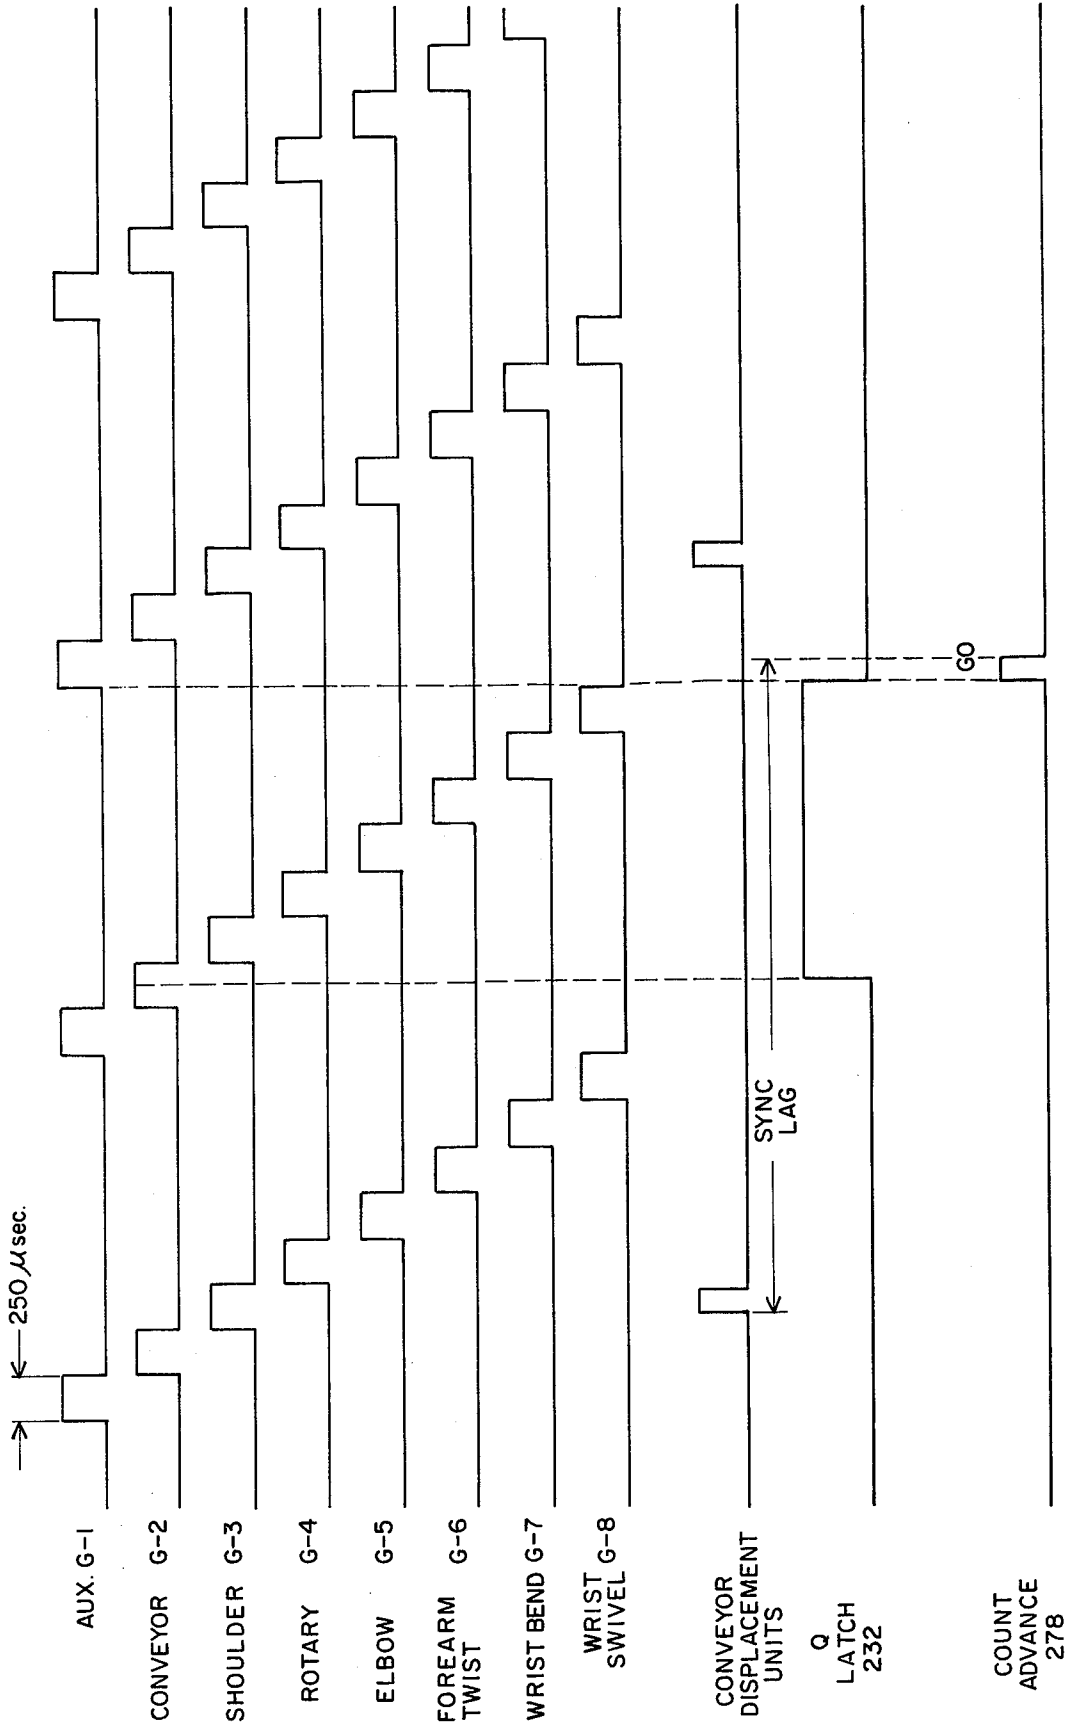 250 μsec.
AUX. G-1
CONVEYOR G-2
SHOULDER G-3
ROTARY G-4
ELBOW G-5
FOREARM G-6
TWIST
WRIST BEND G-7
WRIST G-8
SWIVEL
CONVEYOR
DISPLACEMENT
UNITS
SYNC
LAG
Q
LATCH
232
GO
COUNT
ADVANCE
278